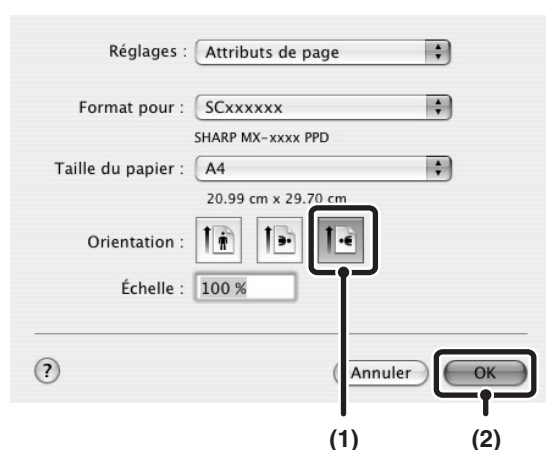 Réglages : Attributs de page
Format pour : SCxxxxxx
SHARP MX-xxxx PPD
Taille du papier : A4
20.99 cm x 29.70 cm
Orientation :
Échelle : 100 %
? Annuler OK
(1) (2)